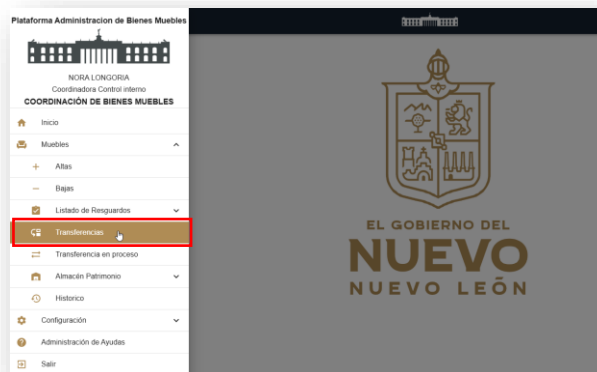 Plataforma Administracion de Bienes Muebles
NORA LONGORIA
Coordinadora Control interno
COORDINACIÓN DE BIENES MUEBLES
Inicio
Muebles
Altas
Bajas
Listado de Resguardos
Transferencias
Transferencia en proceso
Almacén Patrimonio
Historico
Configuración
Administración de Ayudas
Salir
EL GOBIERNO DEL
NUEVO
NUEVO LEÓN